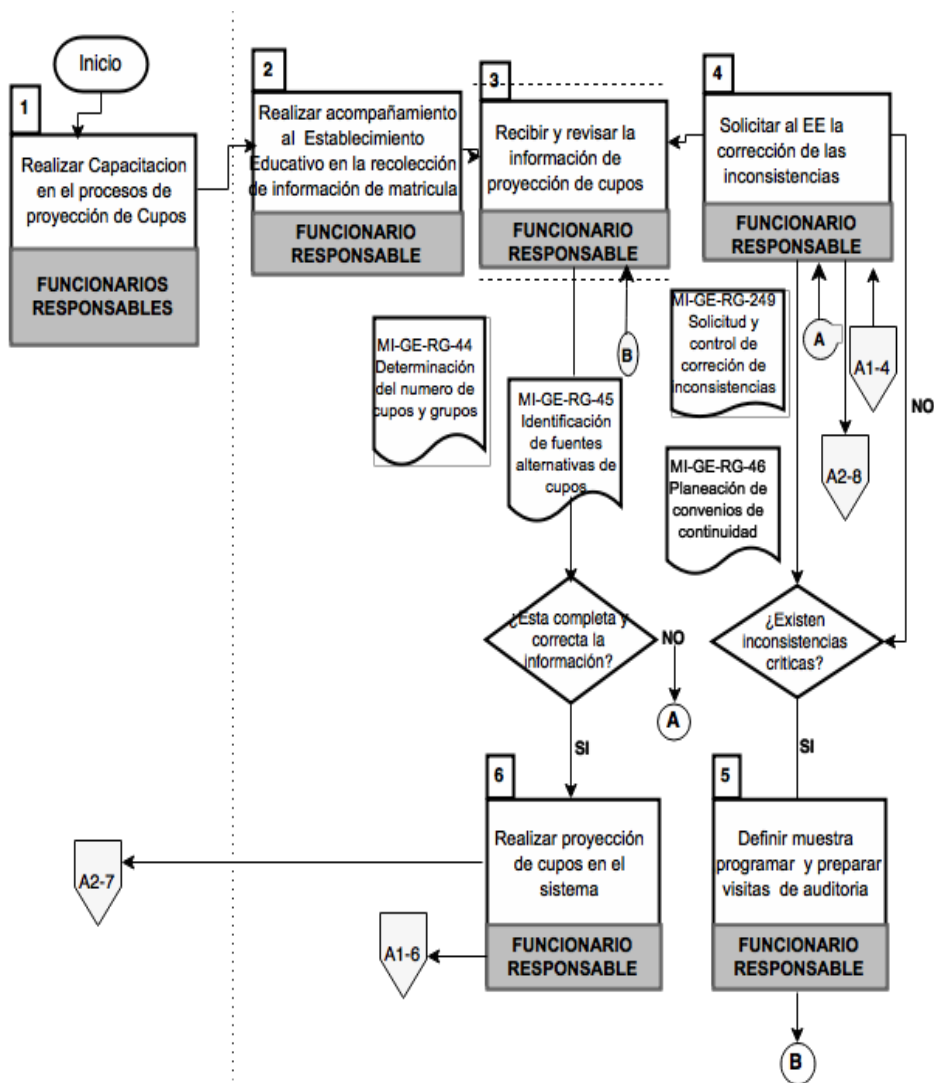 Inicio
1
Realizar Capacitacion
en el procesos de
proyección de Cupos
FUNCIONARIOS
RESPONSABLES
2
Realizar acompañamiento
al Establecimiento
Educativo en la recolección
de información de matricula
FUNCIONARIO
RESPONSABLE
3
Recibir y revisar la
información de
proyección de cupos
FUNCIONARIO
RESPONSABLE
4
Solicitar al EE la
corrección de las
inconsistencias
FUNCIONARIO
RESPONSABLE
MI-GE-RG-44
Determinación
del numero de
cupos y grupos
B
MI-GE-RG-45
Identificación
de fuentes
alternativas de
cupos
MI-GE-RG-249
Solicitud y
control de
correción de
inconsistencias
A
A1-4
NO
A2-8
MI-GE-RG-46
Planeación de
convenios de
continuidad
¿Esta completa y
correcta la
información?
NO
A
SI
¿Existen
inconsistencias
criticas?
SI
6
Realizar proyección
de cupos en el
sistema
FUNCIONARIO
RESPONSABLE
A2-7
A1-6
5
Definir muestra
programar y preparar
visitas de auditoria
FUNCIONARIO
RESPONSABLE
B